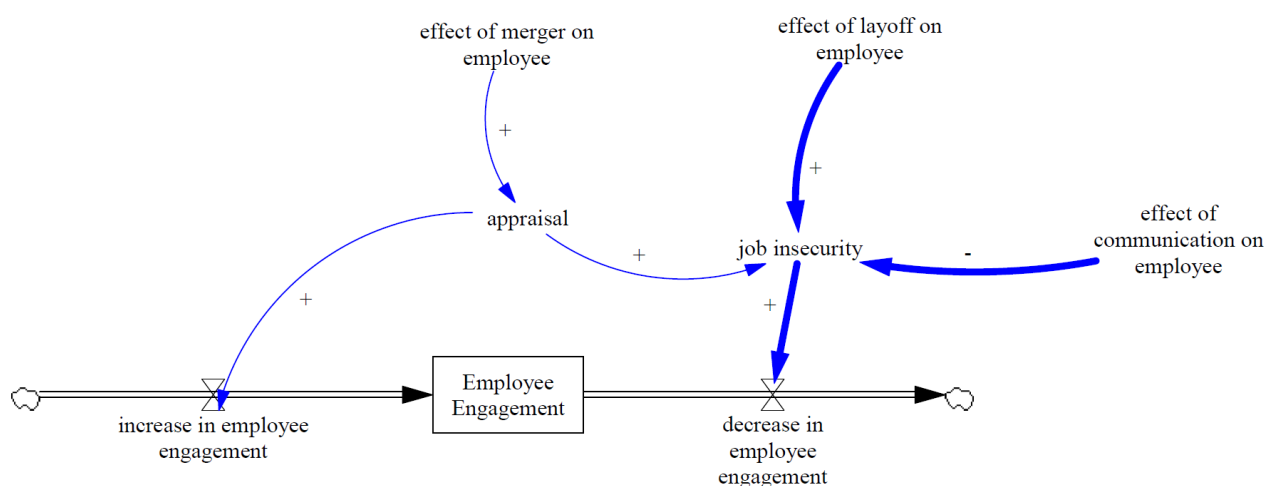 effect of merger on
employee
effect of layoff on
employee
+
+
appraisal
effect of
communication on
employee
job insecurity
+
-
+
+
Employee
Engagement
increase in employee
engagement
decrease in
employee
engagement